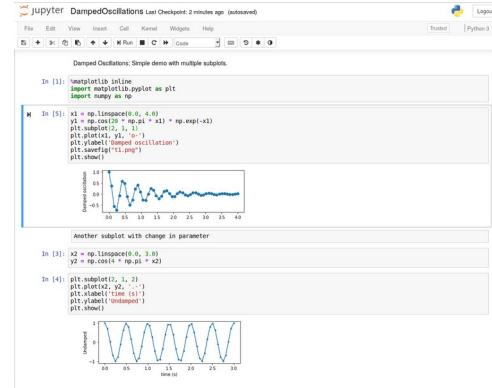 jupyter DampedOscillations Last Checkpoint: 2 minutes ago (autosaved)
Logou
File Edit View Insert Cell Kernel Widgets Help
Trusted
Python 3
Run
Code
Damped Oscillations: Simple demo with multiple subplots.
In [1]: %matplotlib inline
import matplotlib.pyplot as plt
import numpy as np
In [5]: x1 = np.linspace(0.0, 4.0)
y1 = np.cos(20 * np.pi * x1) * np.exp(-x1)
plt.subplot(2, 1, 1)
plt.plot(x1, y1, 'o-')
plt.ylabel('Damped oscillation')
plt.savefig("t1.png")
plt.show()
Damped oscillation
1.0
0.5
0.0
−0.5
0.0 0.5 1.0 1.5 2.0 2.5 3.0 3.5 4.0
Another subplot with change in parameter
In [3]: x2 = np.linspace(0.0, 3.0)
y2 = np.cos(4 * np.pi * x2)
In [4]: plt.subplot(2, 1, 2)
plt.plot(x2, y2, '.-')
plt.xlabel('time (s)')
plt.ylabel('Undamped')
plt.show()
Undamped
1
0
−1
0.0 0.5 1.0 1.5 2.0 2.5 3.0
time (s)